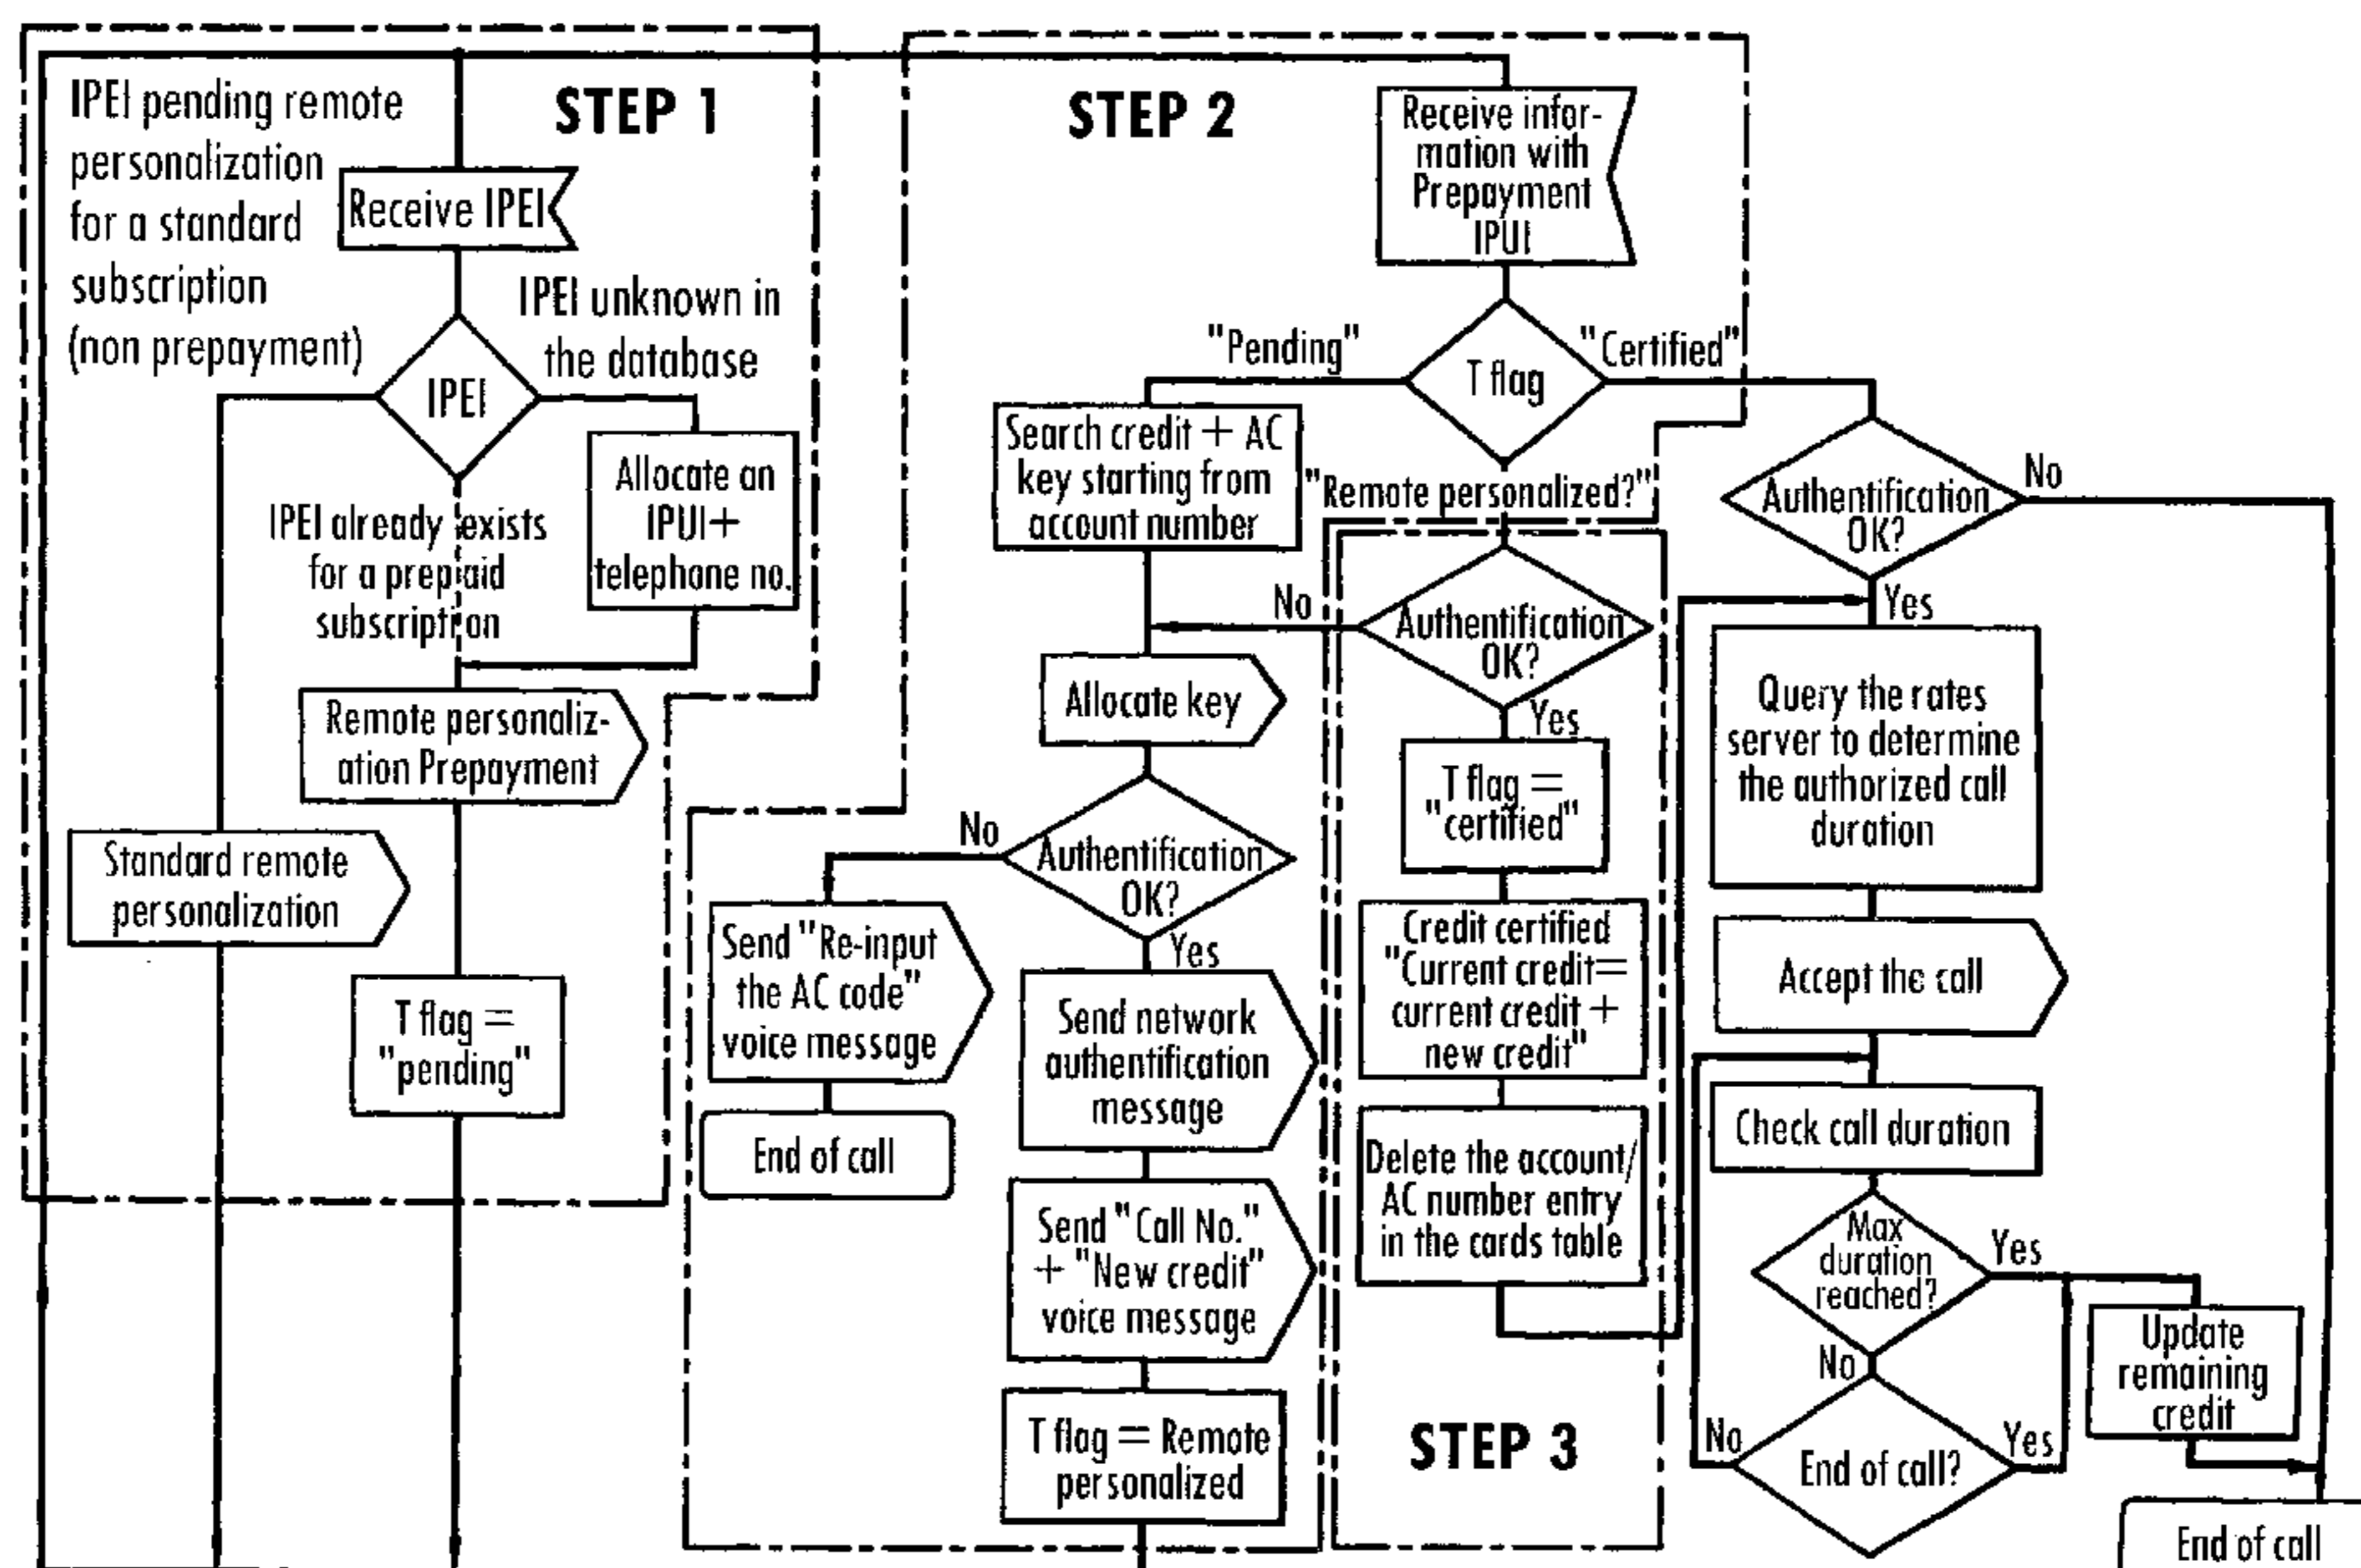 STEP 1
IPEI pending remote
personalization
for a standard
subscription
(non prepayment)
Receive IPEI
IPEI unknown in
the database
IPEI
Allocate an
IPUI+
telephone no.
IPEI already exists
for a prepaid
subscription
Remote personaliz-
ation Prepayment
Standard remote
personalization
T flag =
"pending"
STEP 2
Receive infor-
mation with
Prepayment
IPUI
"Pending"
T flag
"Certified"
Search credit + AC
key starting from
account number
"Remote personalized?"
No
Allocate key
No
Authentification
OK?
Yes
Send "Re-input
the AC code"
voice message
End of call
Send network
authentification
message
Send "Call No."
+ "New credit"
voice message
T flag = Remote
personalized
Authentification
OK?
Yes
T flag =
"certified"
Credit certified
"Current credit=
current credit +
new credit"
Delete the account/
AC number entry
in the cards table
STEP 3
Authentification
OK?
No
Yes
Query the rates
server to determine
the authorized call
duration
Accept the call
Check call duration
Max
duration
reached?
Yes
No
Update
remaining
credit
No
End of call?
Yes
End of call